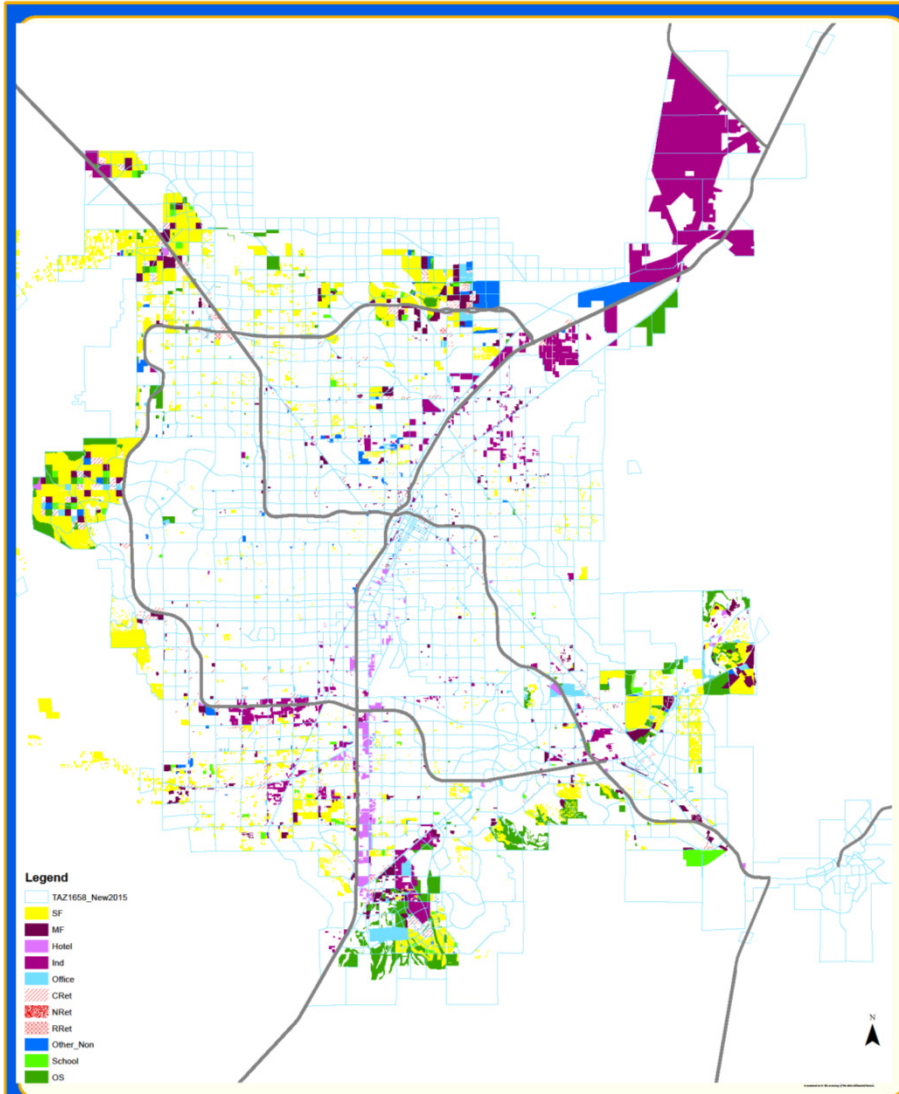 N
Legend
TAZ1658_New2015
SF
MF
Hotel
Ind
Office
CRet
NRet
RRet
Other_Non
School
OS